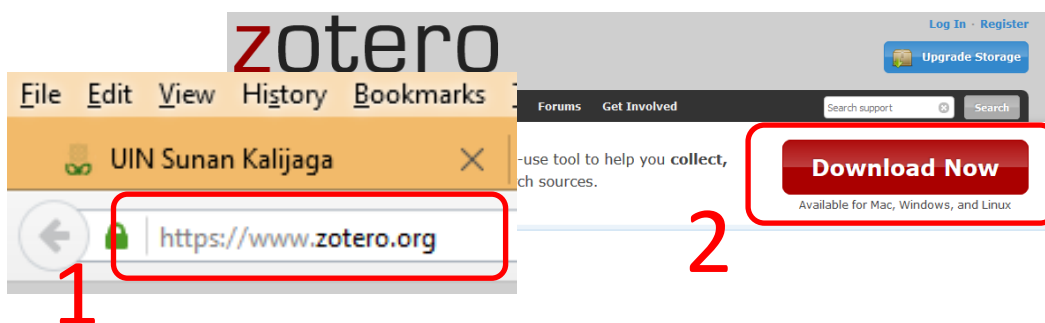 zotero
Log In · Register
Upgrade Storage
File Edit View History Bookmarks
Forums Get Involved
Search support
Search
UIN Sunan Kalijaga
-use tool to help you collect,
ch sources.
Download Now
Available for Mac, Windows, and Linux
https://www.zotero.org
1
2